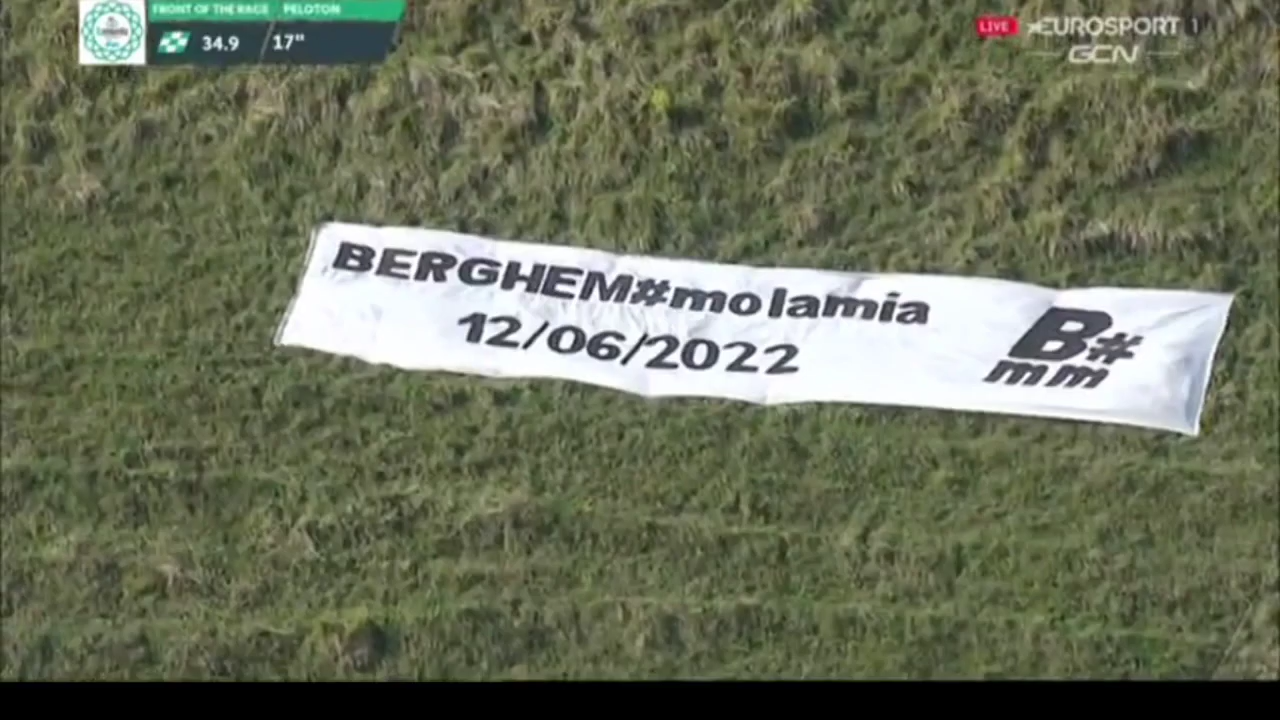 FRONT OF THE RACE PELOTON
34.9 17"
LIVE EUROSPORT 1
GCN
BERGHEM#molamia
12/06/2022
B#
mm